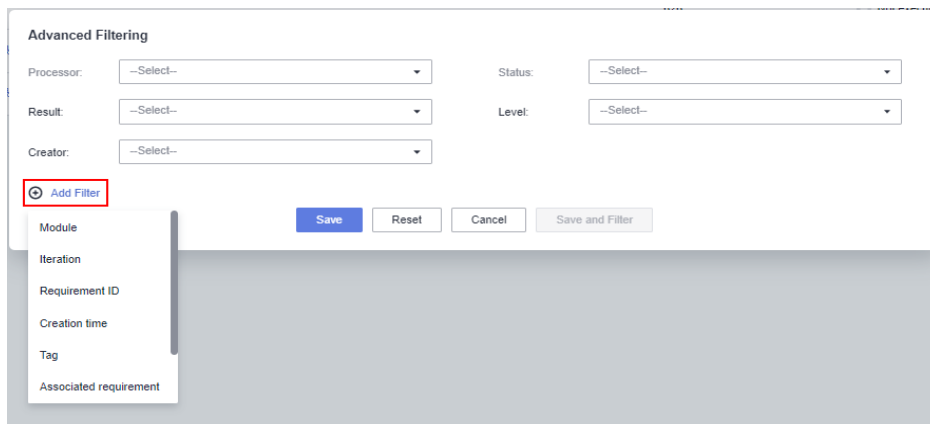 Advanced Filtering
Processor: --Select-- Status: --Select--
Result: --Select-- Level: --Select--
Creator: --Select--
Add Filter
Save Reset Cancel Save and Filter
Module
Iteration
Requirement ID
Creation time
Tag
Associated requirement